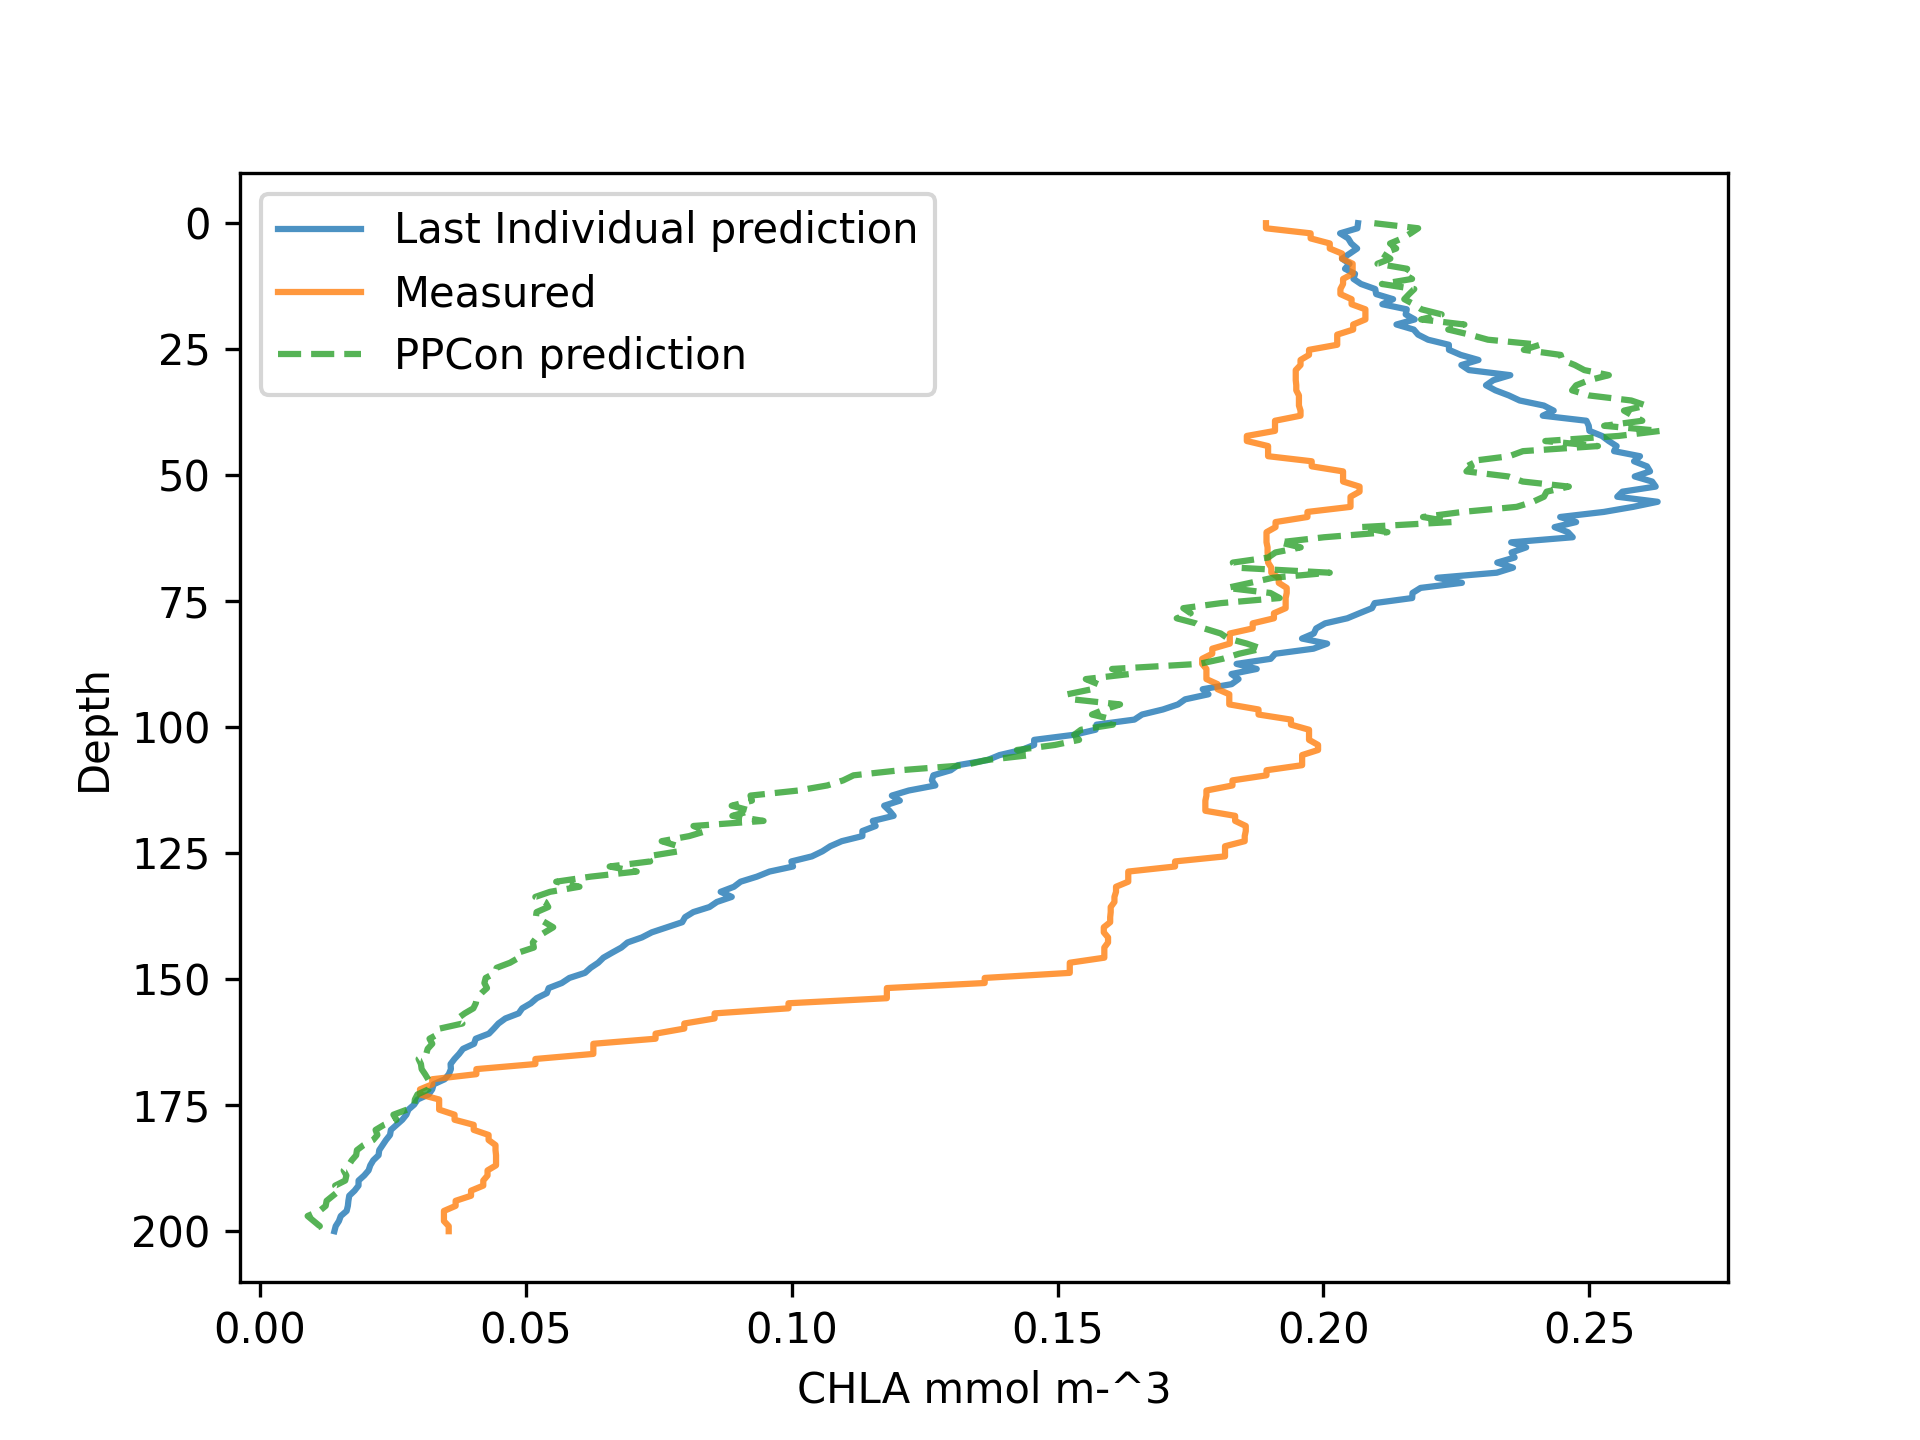 Last Individual prediction
Measured
PPCon prediction
0
25
50
75
100
125
150
175
200
Depth
0.00 0.05 0.10 0.15 0.20 0.25
CHLA mmol m-^3